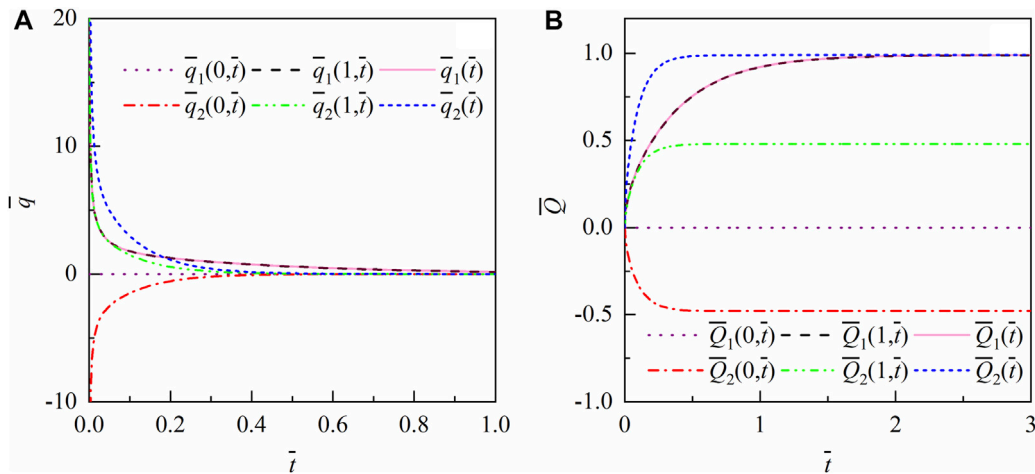 A
20
10
0
-10
q̅₁(0,t̅) q̅₁(1,t̅) q̅₁(t̅)
q̅₂(0,t̅) q̅₂(1,t̅) q̅₂(t̅)
q̅
0.0 0.2 0.4 0.6 0.8 1.0
t̅
B
1.0
0.5
0.0
-0.5
-1.0
Q̅₁(0,t̅) Q̅₁(1,t̅) Q̅₁(t̅)
Q̅₂(0,t̅) Q̅₂(1,t̅) Q̅₂(t̅)
Q̅
0 1 2 3
t̅